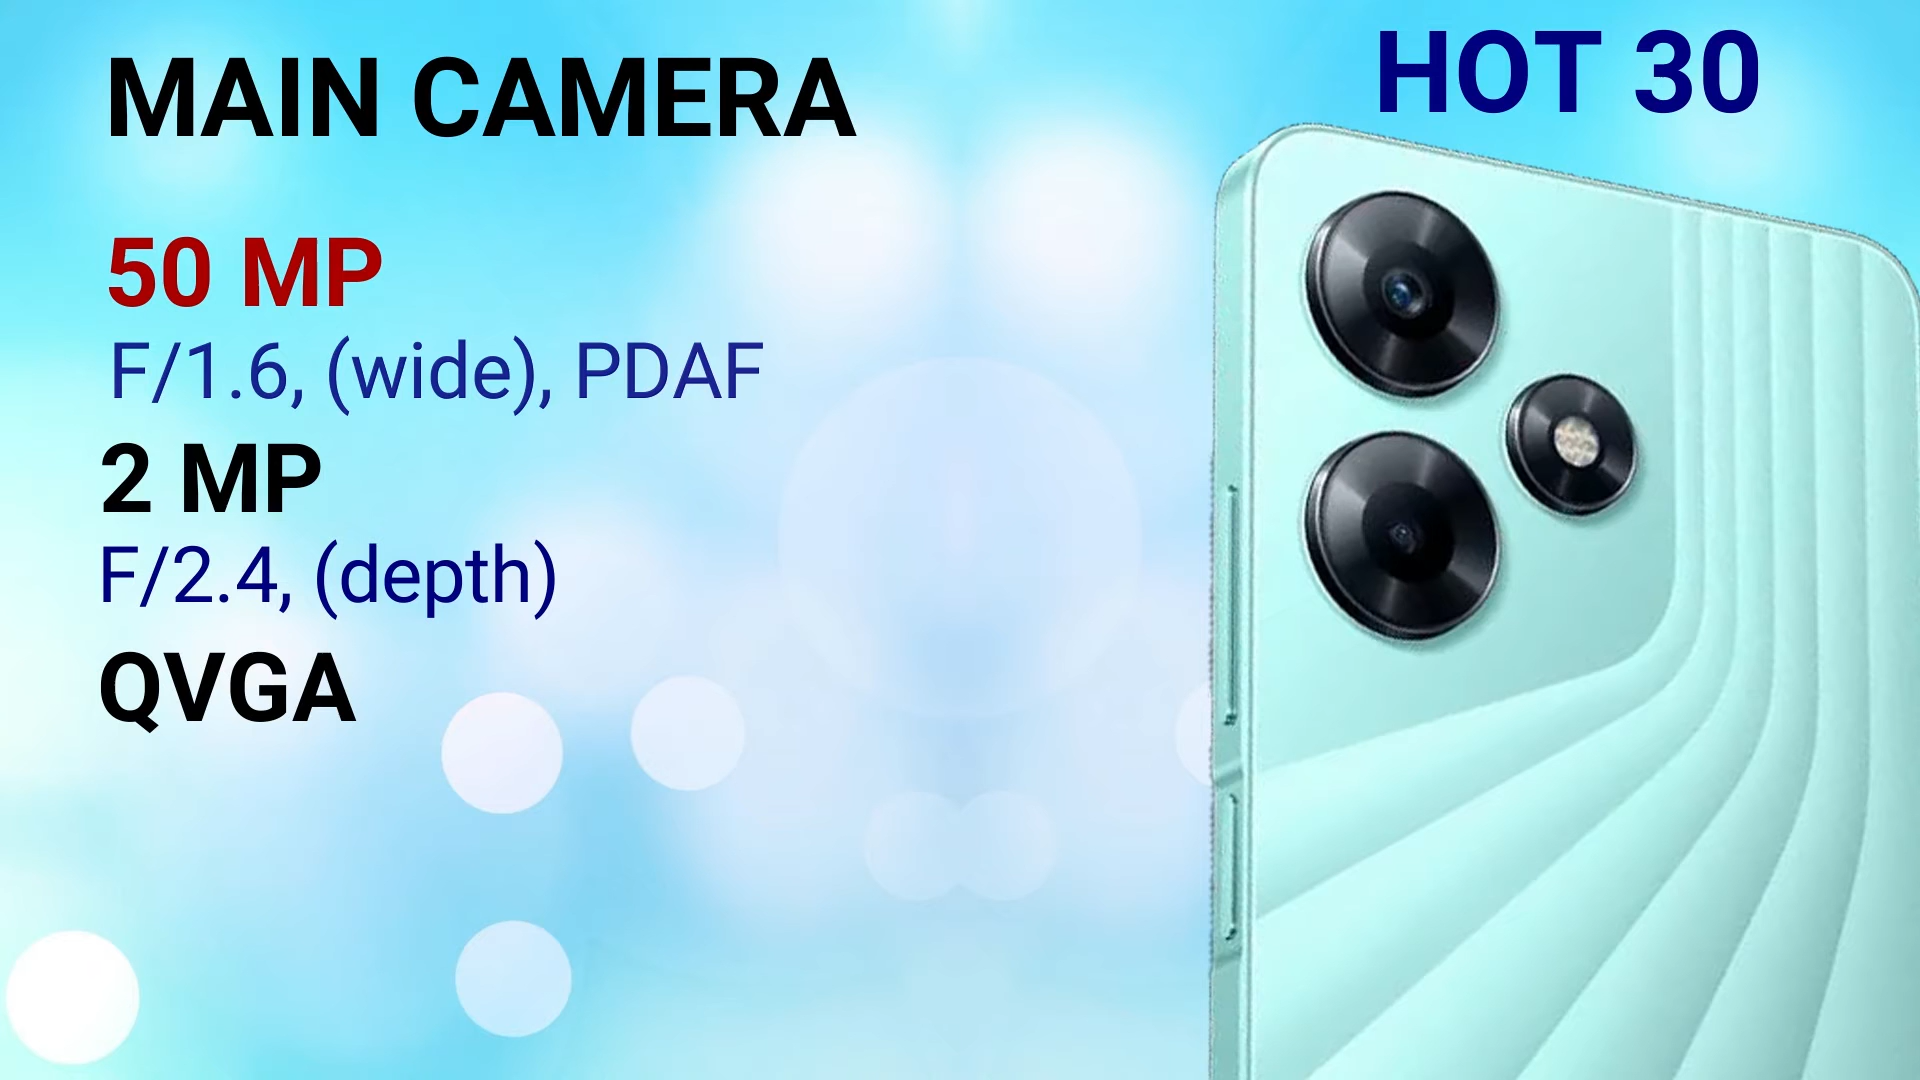 MAIN CAMERA
HOT 30
50 MP
F/1.6, (wide), PDAF
2 MP
F/2.4, (depth)
QVGA